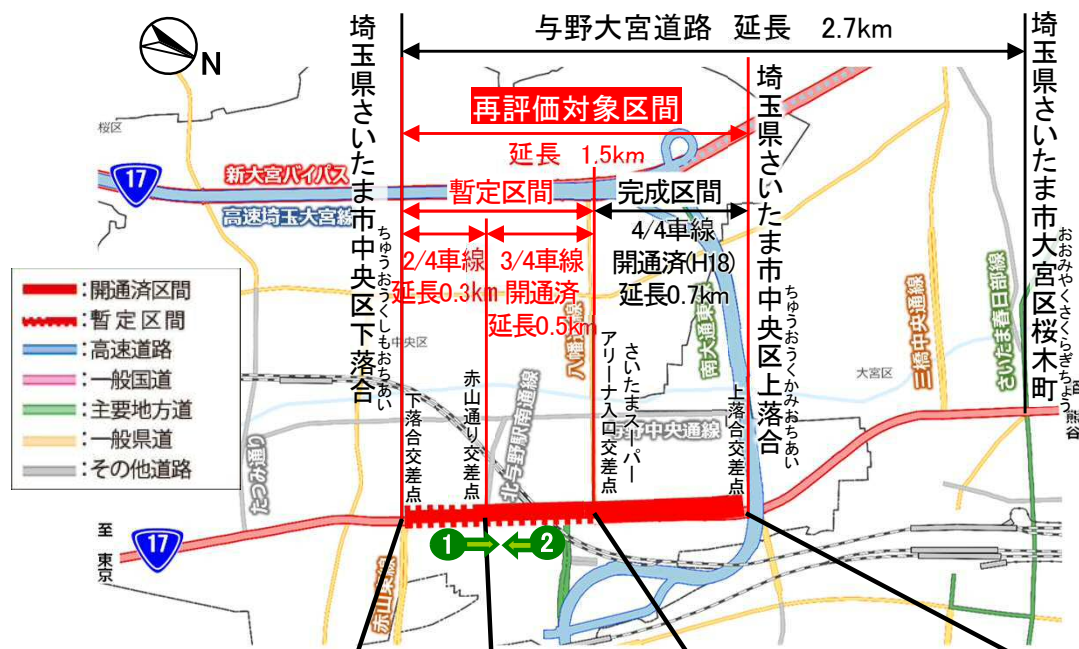 与野大宮道路 延長 2.7km
N
埼玉県さいたま市中央区下落合
ちゅうおうくしもおちあい
埼玉県さいたま市中央区上落合
ちゅうおうくかみおちあい
埼玉県さいたま市大宮区桜木町
おおみやくさくらぎちょう
再評価対象区間
延長 1.5km
暫定区間
完成区間
2/4車線
延長0.3km
3/4車線
開通済
延長0.5km
4/4車線
開通済(H18)
延長0.7km
桜区
17
新大宮バイパス
高速埼玉大宮線
:開通済区間
:暫定区間
:高速道路
:一般国道
:主要地方道
:一般県道
:その他道路
中央区
大宮区
八幡通線
南大通東線
三橋中央通線
さいたま春日部線
中央通線
たつみ通り
北与野駅南通線
赤山東線
下落合交差点
赤山通り交差点
さいたまスーパー
アリーナ入口交差点
上落合交差点
至 熊谷
至 東京
17
1
2